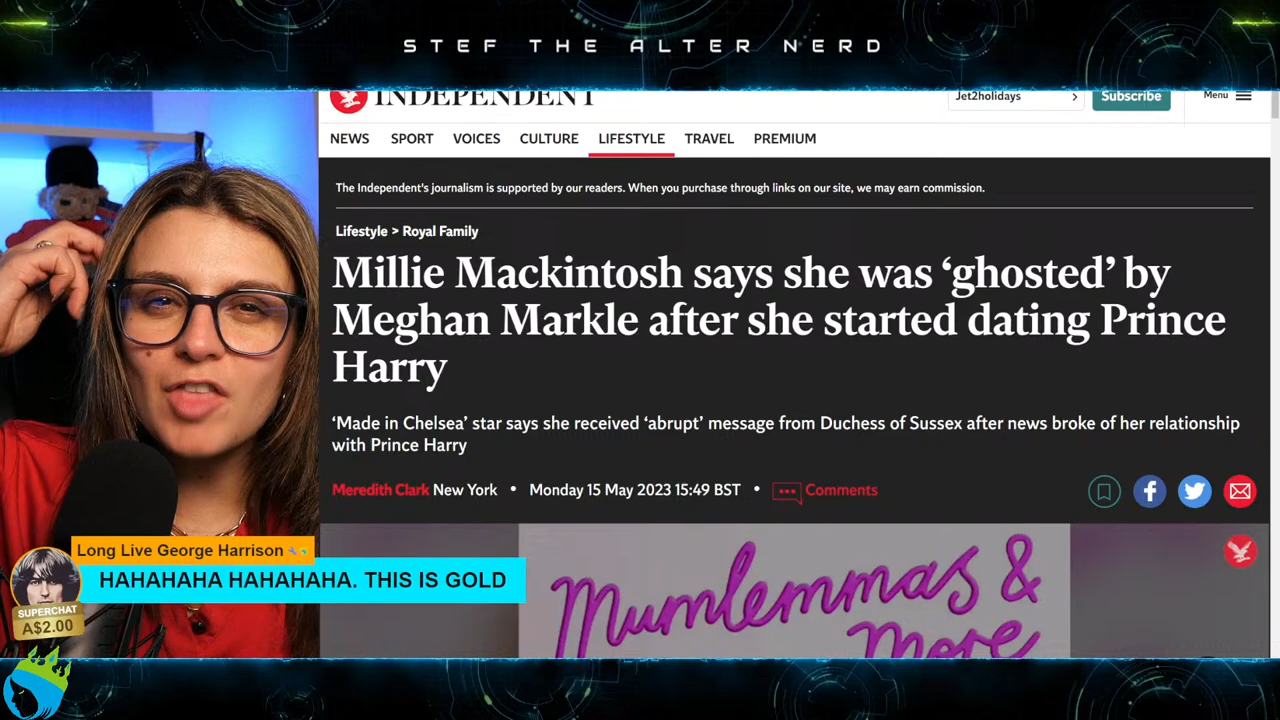 STEF THE ALTER NERD
INDEPENDENT
Jet2holidays
Subscribe
Menu
NEWS SPORT VOICES CULTURE LIFESTYLE TRAVEL PREMIUM
The Independent's journalism is supported by our readers. When you purchase through links on our site, we may earn commission.
Lifestyle > Royal Family
Millie Mackintosh says she was ‘ghosted’ by
Meghan Markle after she started dating Prince
Harry
‘Made in Chelsea’ star says she received ‘abrupt’ message from Duchess of Sussex after news broke of her relationship
with Prince Harry
Meredith Clark New York • Monday 15 May 2023 15:49 BST • Comments
Mumlemmas &
more
Long Live George Harrison
HAHAHAHA HAHAHAHA. THIS IS GOLD
SUPERCHAT
A$2.00